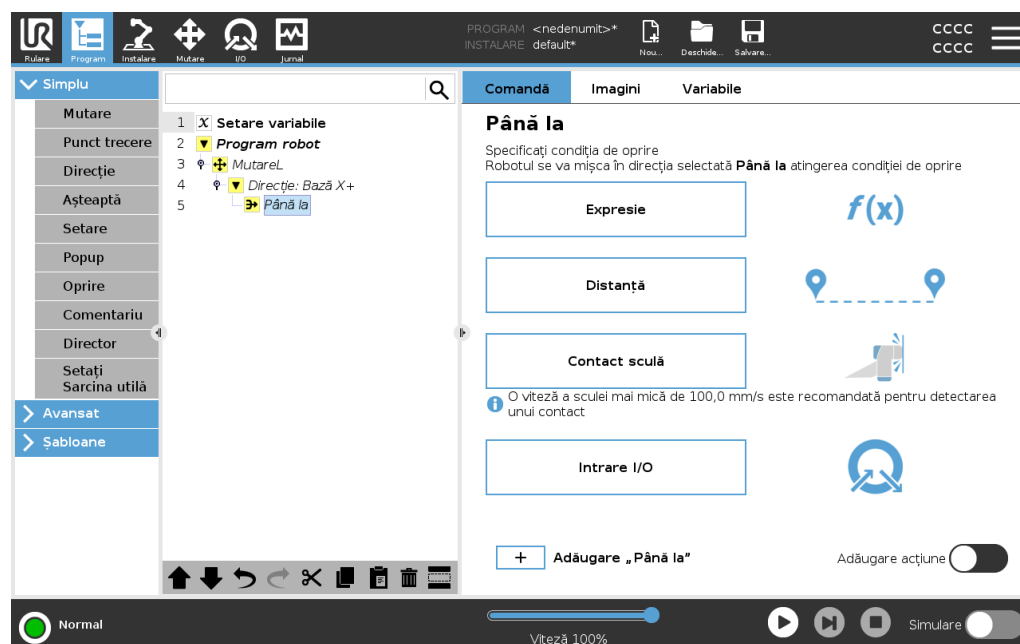 PROGRAM <nedenumit>*
INSTALARE default*
cccc
cccc
Rulare
Program
Instalare
Mutare
I/O
Jurnal
Nou...
Deschide...
Salvare...
Simplu
Mutare
Punct trecere
Direcție
Așteaptă
Setare
Popup
Oprire
Comentariu
Director
Setați
Sarcina utilă
Avansat
Șabloane
1 X Setare variabile
2 Program robot
3 MutareL
4 Direcție: Bază X+
5 Până la
Comandă Imagini Variabile
Până la
Specificați condiția de oprire
Robotul se va mișca în direcția selectată Până la atingerea condiției de oprire
Expresie
f(x)
Distanță
Contact sculă
O viteză a sculei mai mică de 100,0 mm/s este recomandată pentru detectarea
unui contact
Intrare I/O
+ Adăugare „Până la”
Adăugare acțiune
Normal
Viteză 100%
Simulare